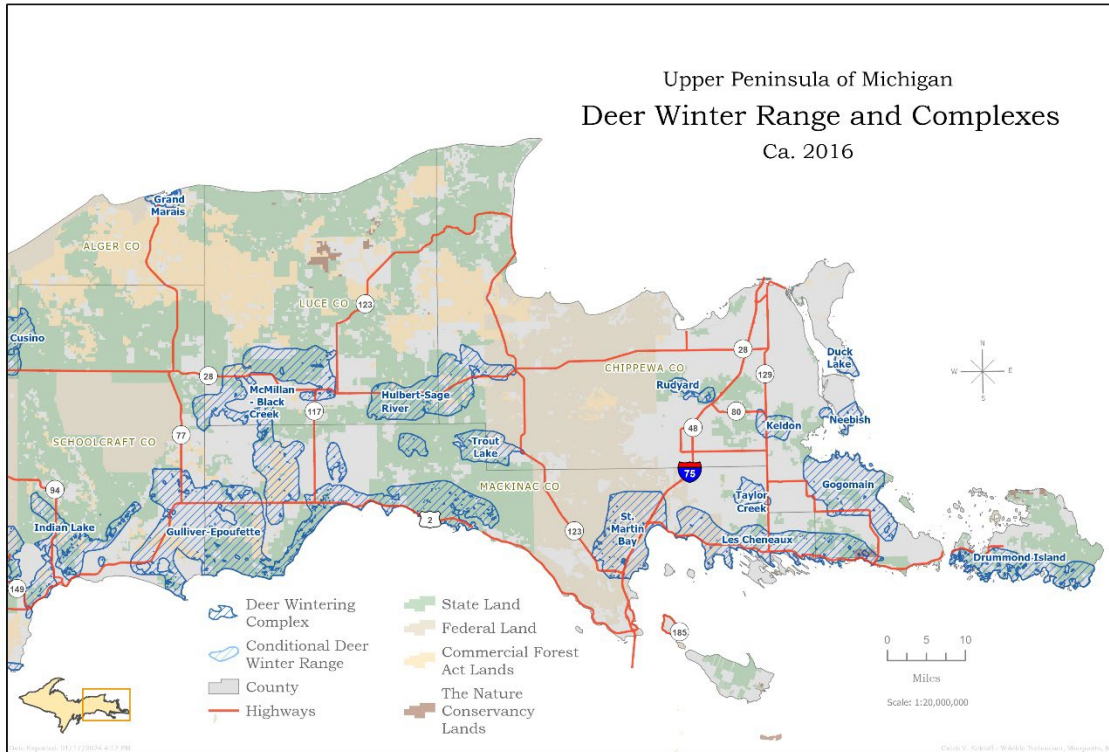 Upper Peninsula of Michigan
Deer Winter Range and Complexes
Ca. 2016
Grand
Marais
ALGER CO
LUCE CO
123
Cusino
28
McMillan
- Black
Creek
117
Hulbert-Sage
River
CHIPPEWA CO
28
129
Duck
Lake
Rudyard
80
48
Keldon
Neebish
N
W
E
S
SCHOOLCRAFT CO
77
Trout
Lake
MACKINAC CO
75
Gogomain
94
Taylor
Creek
Indian Lake
Gulliver-Epoufette
2
123
St.
Martin
Bay
Les Cheneaux
Drummond Island
149
185
Deer Wintering
Complex
Conditional Deer
Winter Range
County
Highways
State Land
Federal Land
Commercial Forest
Act Lands
The Nature
Conservancy
Lands
0 5 10
Miles
Scale: 1:20,000,000